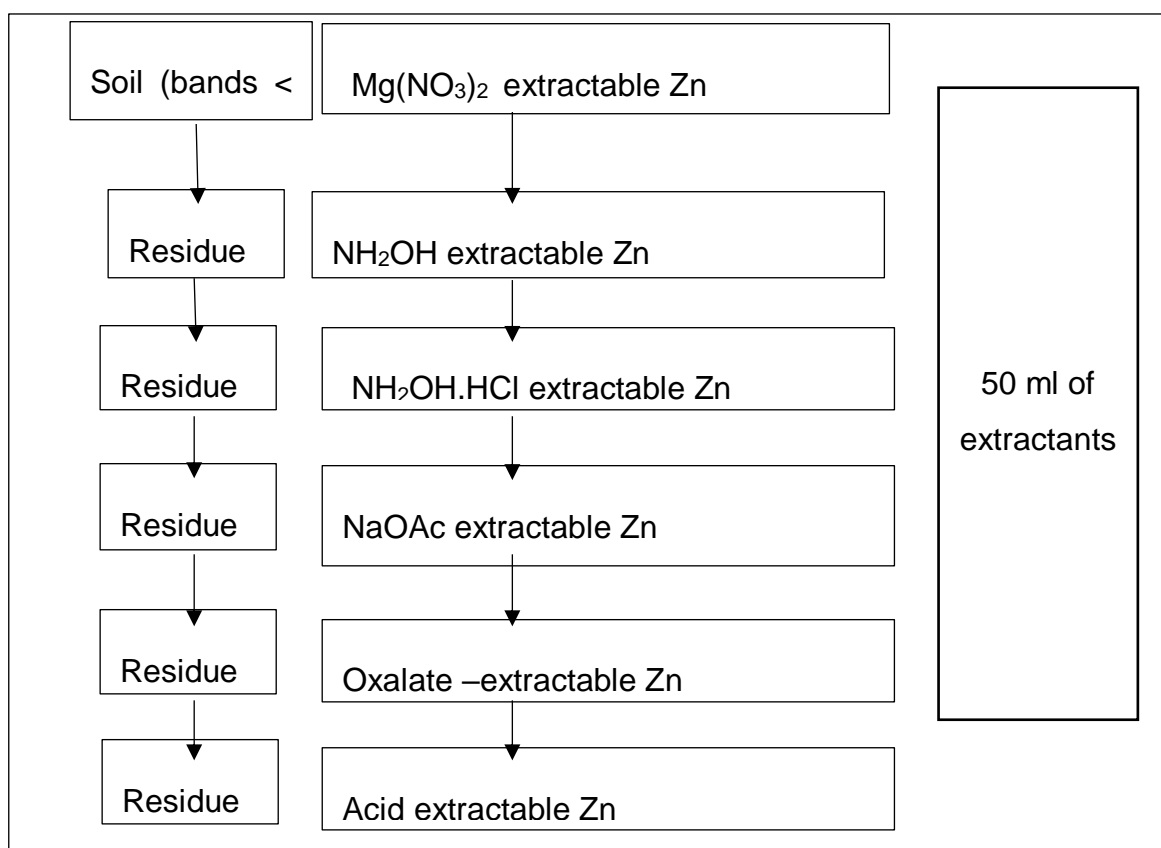 Soil (bands <
Mg(NO₃)₂ extractable Zn
Residue
NH₂OH extractable Zn
Residue
NH₂OH.HCl extractable Zn
Residue
NaOAc extractable Zn
Residue
Oxalate –extractable Zn
Residue
Acid extractable Zn
50 ml of
extractants